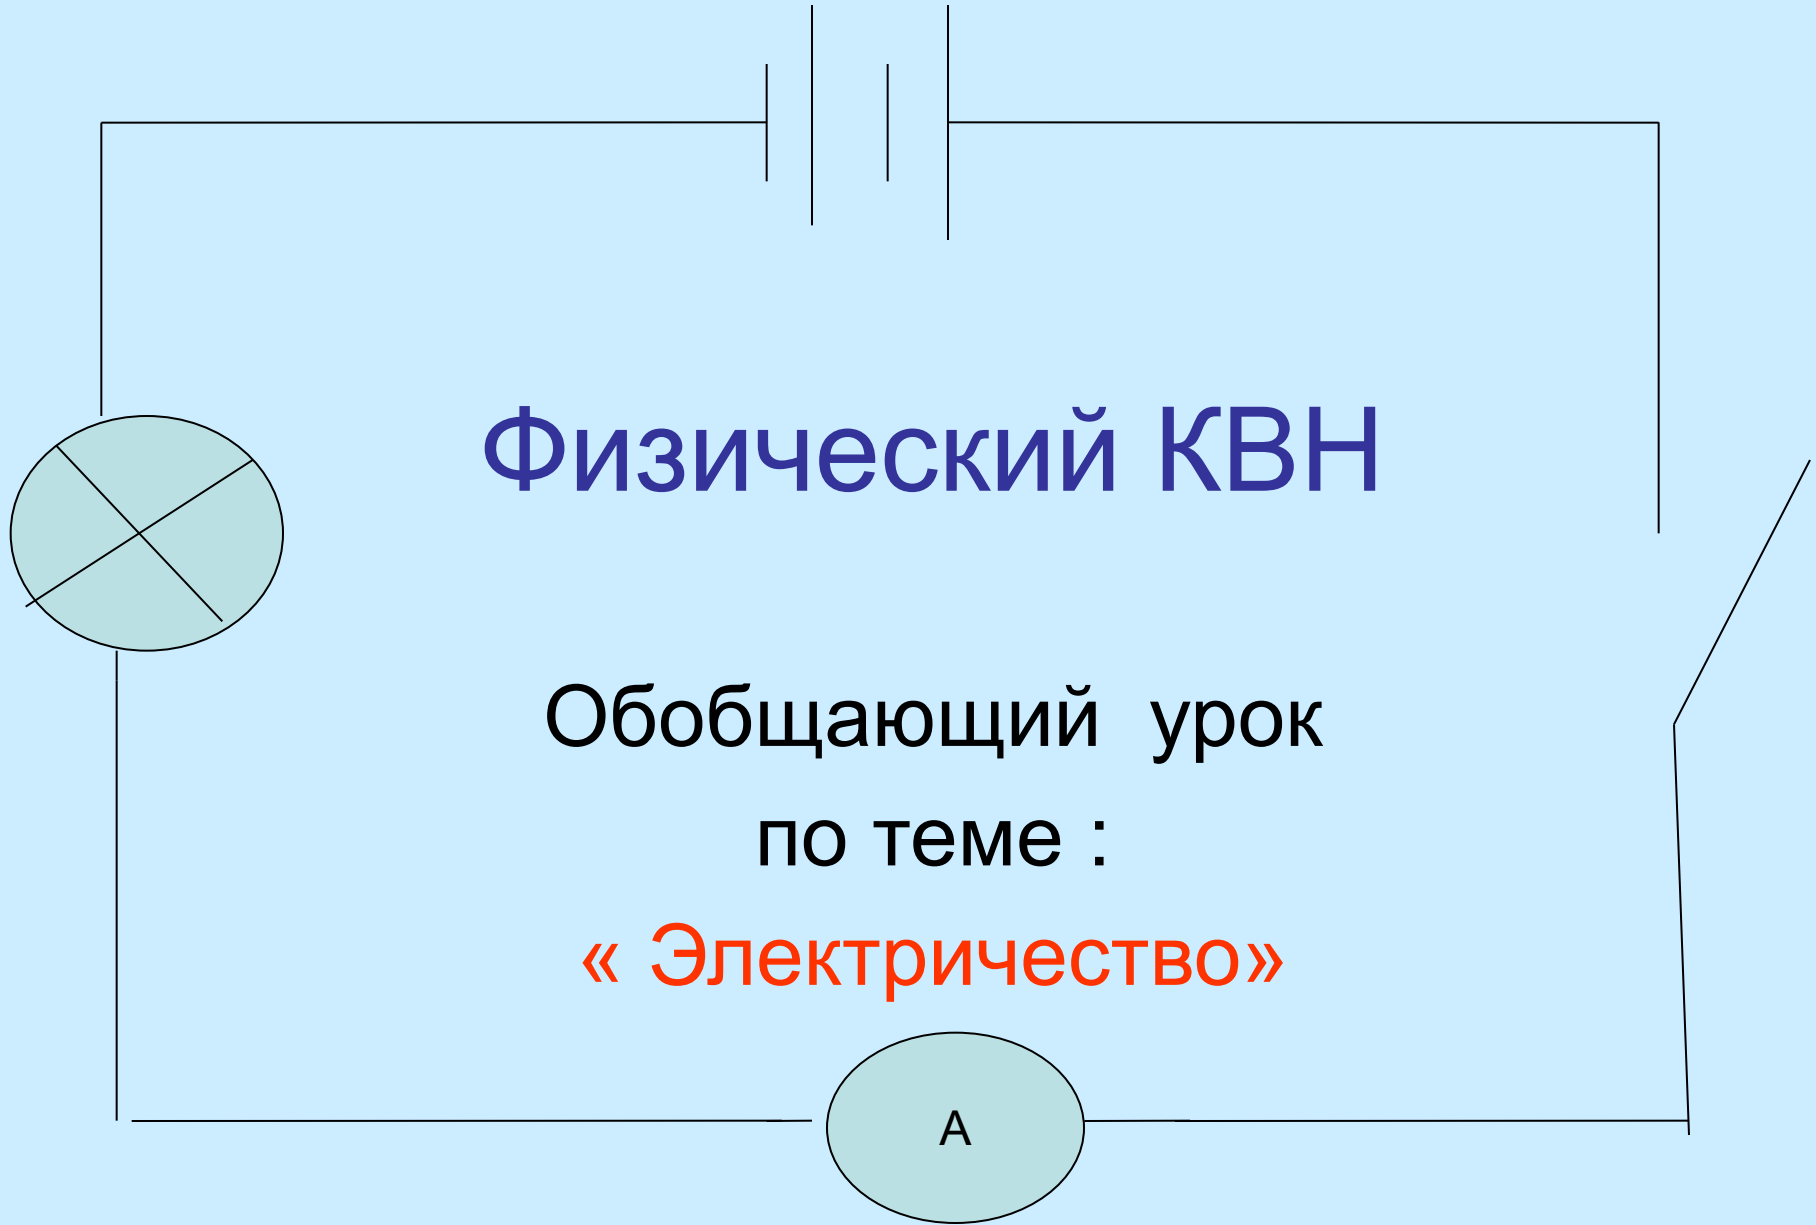 Физический КВН
Обобщающий  урок
по теме :
« Электричество»
А